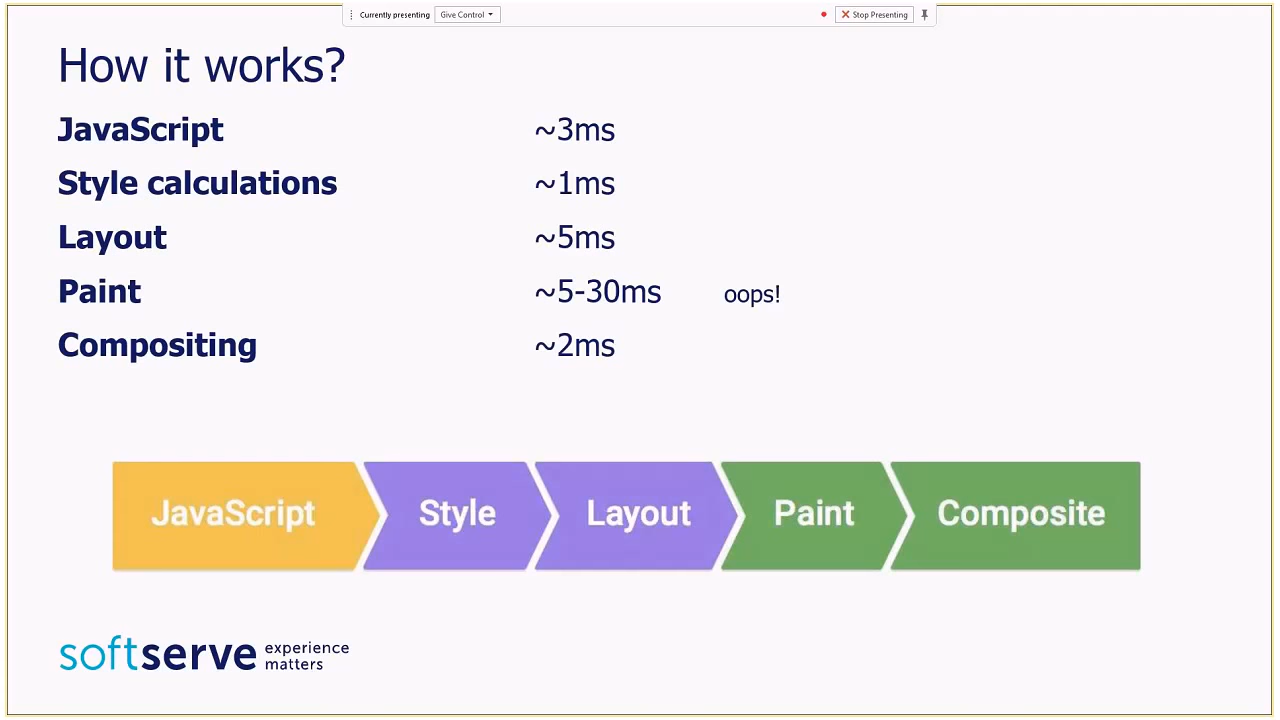 Currently presenting Give Control Stop Presenting
How it works?
JavaScript ~3ms
Style calculations ~1ms
Layout ~5ms
Paint ~5-30ms oops!
Compositing ~2ms
JavaScript Style Layout Paint Composite
softserve experience
matters